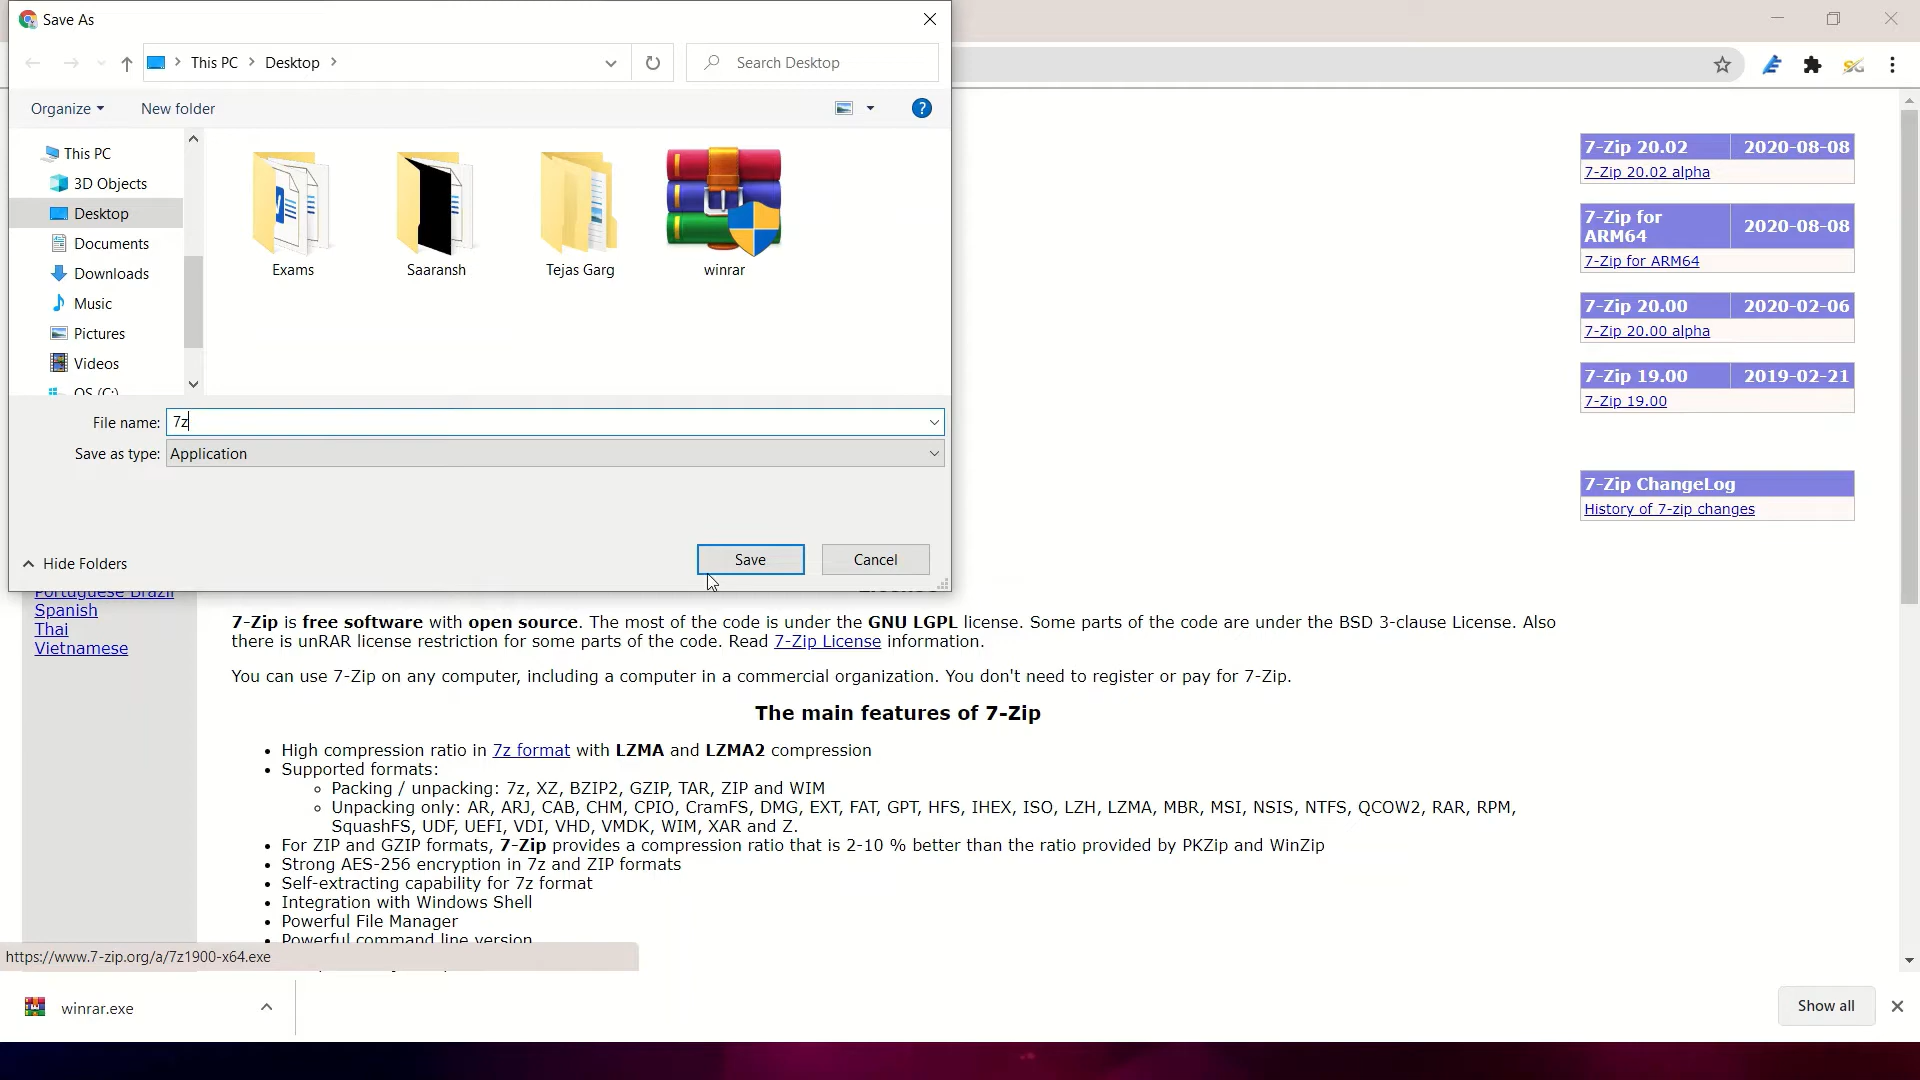 Save As
This PC > Desktop >
Search Desktop
Organize
New folder
This PC
3D Objects
Desktop
Documents
Downloads
Music
Pictures
Videos
OS (C:)
Exams
Saaransh
Tejas Garg
winrar
File name: 7z
Save as type: Application
Hide Folders
Save
Cancel
7-Zip 20.02 2020-08-08
7-Zip 20.02 alpha
7-Zip for
ARM64
2020-08-08
7-Zip for ARM64
7-Zip 20.00 2020-02-06
7-Zip 20.00 alpha
7-Zip 19.00 2019-02-21
7-Zip 19.00
7-Zip ChangeLog
History of 7-zip changes
Portuguese Brazil
Spanish
Thai
Vietnamese
License
7-Zip is free software with open source. The most of the code is under the GNU LGPL license. Some parts of the code are under the BSD 3-clause License. Also
there is unRAR license restriction for some parts of the code. Read 7-Zip License information.
You can use 7-Zip on any computer, including a computer in a commercial organization. You don't need to register or pay for 7-Zip.
The main features of 7-Zip
• High compression ratio in 7z format with LZMA and LZMA2 compression
• Supported formats:
◦ Packing / unpacking: 7z, XZ, BZIP2, GZIP, TAR, ZIP and WIM
◦ Unpacking only: AR, ARJ, CAB, CHM, CPIO, CramFS, DMG, EXT, FAT, GPT, HFS, IHEX, ISO, LZH, LZMA, MBR, MSI, NSIS, NTFS, QCOW2, RAR, RPM,
SquashFS, UDF, UEFI, VDI, VHD, VMDK, WIM, XAR and Z.
• For ZIP and GZIP formats, 7-Zip provides a compression ratio that is 2-10 % better than the ratio provided by PKZip and WinZip
• Strong AES-256 encryption in 7z and ZIP formats
• Self-extracting capability for 7z format
• Integration with Windows Shell
• Powerful File Manager
• Powerful command line version
https://www.7-zip.org/a/7z1900-x64.exe
winrar.exe
Show all